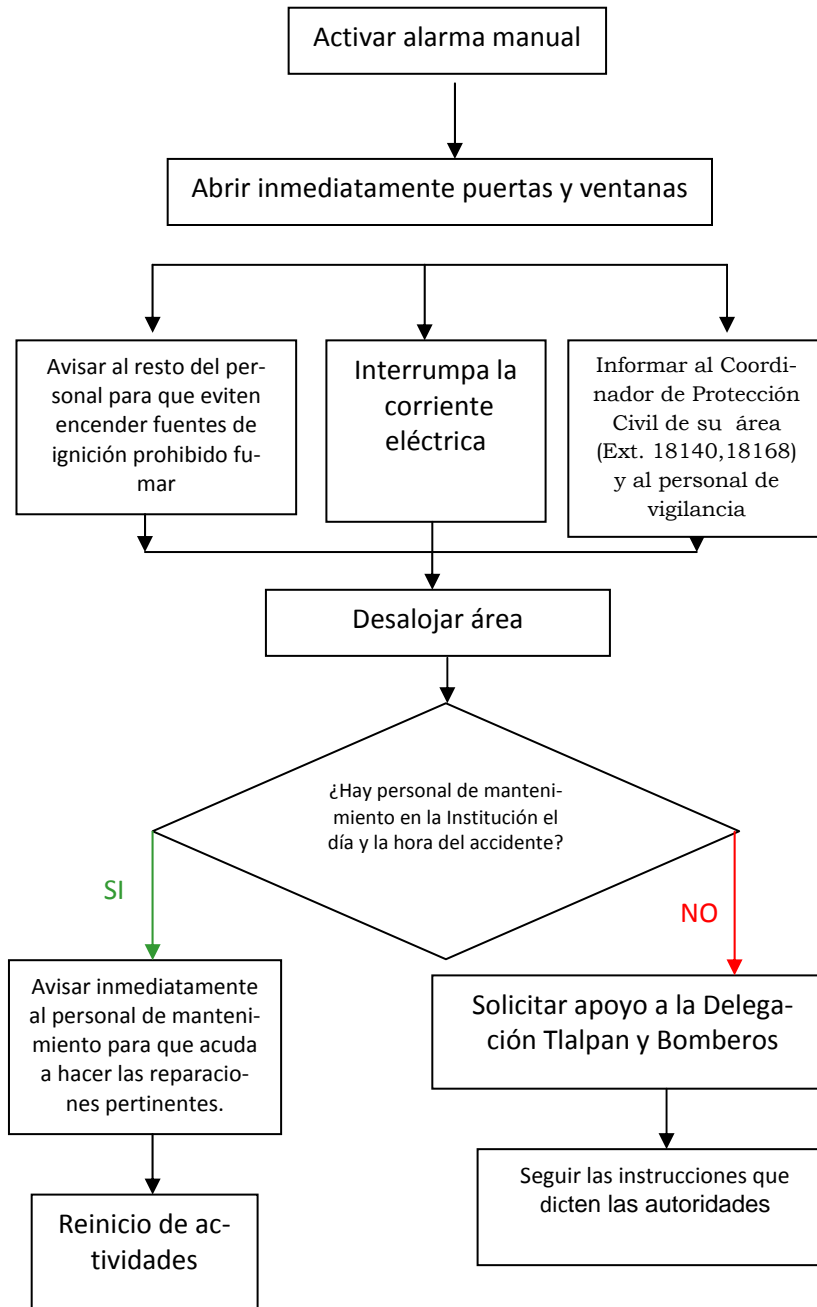 Activar alarma manual
Abrir inmediatamente puertas y ventanas
Avisar al resto del per-
sonal para que eviten
encender fuentes de
ignición prohibido fu-
mar
Interrumpa la
corriente
eléctrica
Informar al Coordi-
nador de Protección
Civil de su área
(Ext. 18140,18168)
y al personal de
vigilancia
Desalojar área
¿Hay personal de manteni-
miento en la Institución el
día y la hora del accidente?
SI
NO
Avisar inmediatamente
al personal de manteni-
miento para que acuda
a hacer las reparacio-
nes pertinentes.
Solicitar apoyo a la Delega-
ción Tlalpan y Bomberos
Reinicio de ac-
tividades
Seguir las instrucciones que
dicten las autoridades